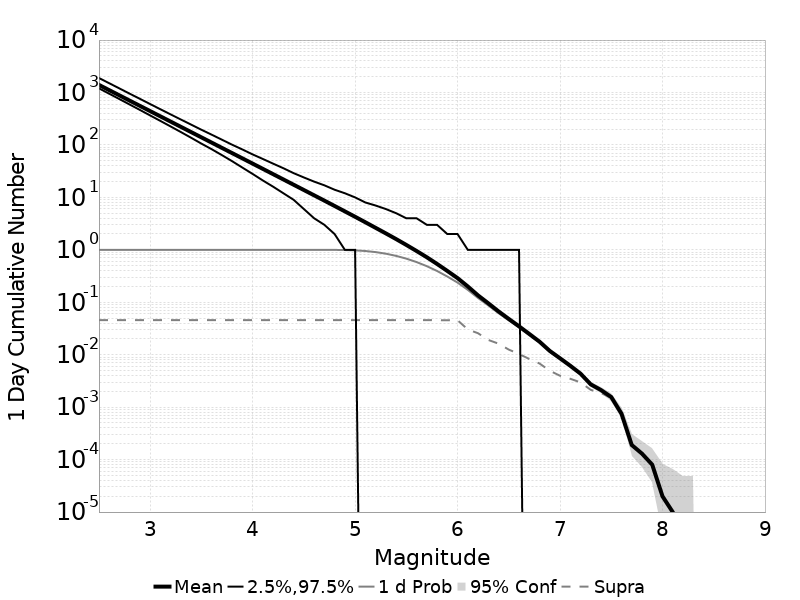 10^4
10^3
10^2
10^1
10^0
10^-1
10^-2
10^-3
10^-4
10^-5
1 Day Cumulative Number
3 4 5 6 7 8 9
Magnitude
Mean 2.5%,97.5% 1 d Prob 95% Conf Supra